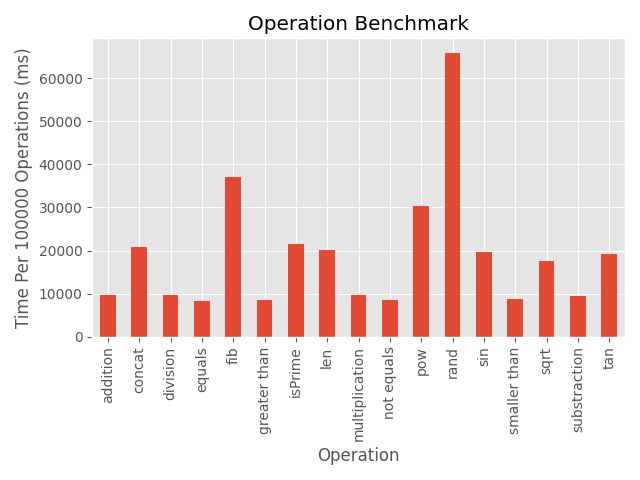 Operation Benchmark
Time Per 100000 Operations (ms)
60000
50000
40000
30000
20000
10000
0
addition
concat
division
equals
fib
greater than
isPrime
len
multiplication
not equals
pow
rand
sin
smaller than
sqrt
substraction
tan
Operation